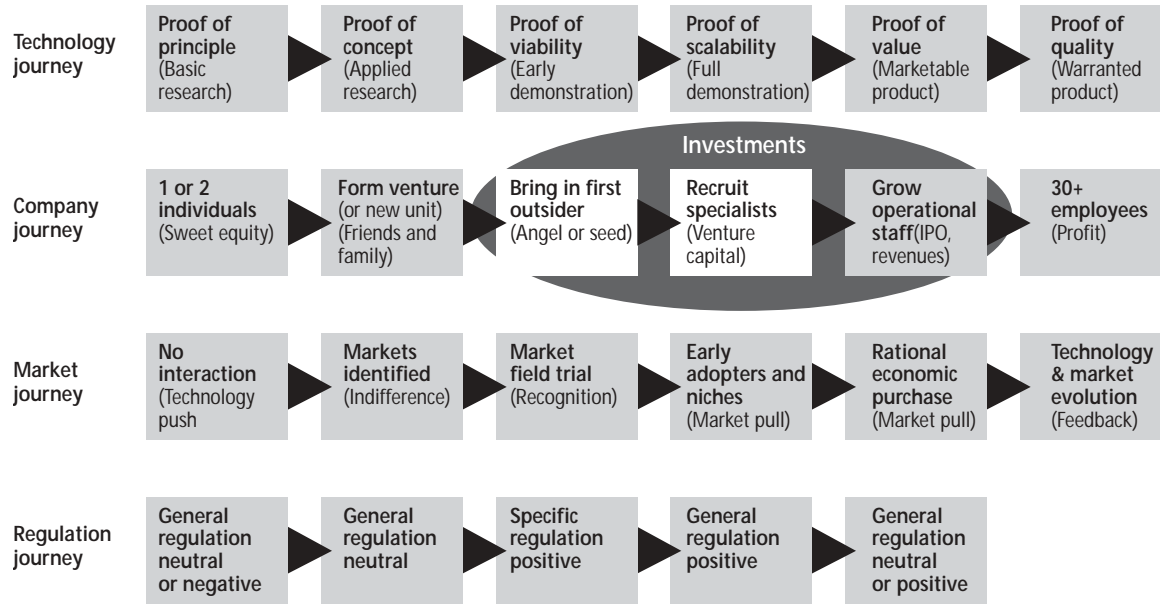 Technology
journey
Proof of
principle
(Basic
research)
Proof of
concept
(Applied
research)
Proof of
viability
(Early
demonstration)
Proof of
scalability
(Full
demonstration)
Proof of
value
(Marketable
product)
Proof of
quality
(Warranted
product)
Investments
Company
journey
1 or 2
individuals
(Sweet equity)
Form venture
(or new unit)
(Friends and
family)
Bring in first
outsider
(Angel or seed)
Recruit
specialists
(Venture
capital)
Grow
operational
staff(IPO,
revenues)
30+
employees
(Profit)
Market
journey
No
interaction
(Technology
push
Markets
identified
(Indifference)
Market
field trial
(Recognition)
Early
adopters and
niches
(Market pull)
Rational
economic
purchase
(Market pull)
Technology
& market
evolution
(Feedback)
Regulation
journey
General
regulation
neutral
or negative
General
regulation
neutral
Specific
regulation
positive
General
regulation
positive
General
regulation
neutral
or positive